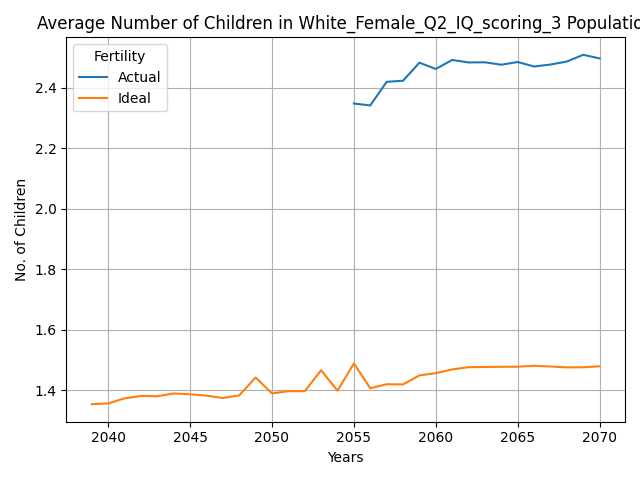 Average Number of Children in White_Female_Q2_IQ_scoring_3 Populatio
Fertility
Actual
Ideal
No. of Children
2.4
2.2
2.0
1.8
1.6
1.4
2040 2045 2050 2055 2060 2065 2070
Years